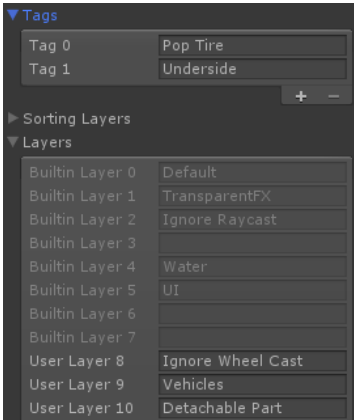 Tags
Tag 0 Pop Tire
Tag 1 Underside
+ −
Sorting Layers
Layers
Builtin Layer 0 Default
Builtin Layer 1 TransparentFX
Builtin Layer 2 Ignore Raycast
Builtin Layer 3
Builtin Layer 4 Water
Builtin Layer 5 UI
Builtin Layer 6
Builtin Layer 7
User Layer 8 Ignore Wheel Cast
User Layer 9 Vehicles
User Layer 10 Detachable Part